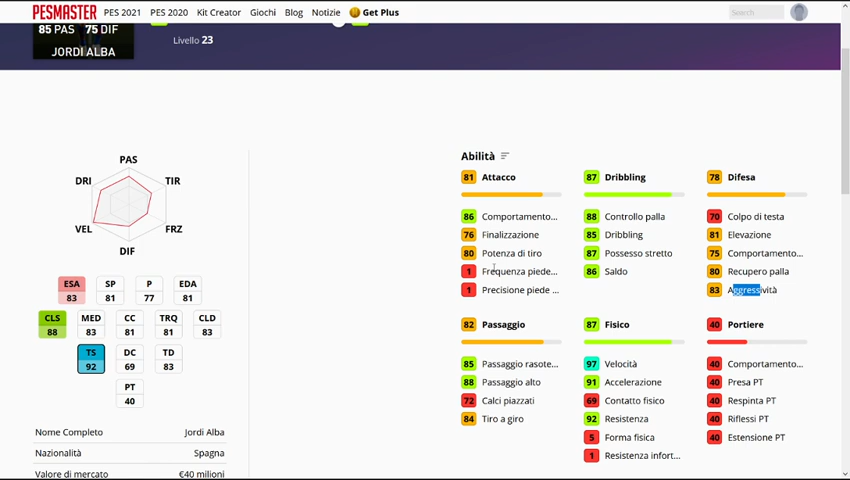 PESMASTER PES 2021 PES 2020 Kit Creator Giochi Blog Notizie Get Plus Search
85 PAS 75 DIF
JORDI ALBA
Livello 23
PAS
DRI TIR
VEL FRZ
DIF
ESA 83 SP 81 P 77 EDA 81
CLS 88 MED 83 CC 81 TRQ 81 CLD 83
TS 92 DC 69 TD 83
PT 40
Nome Completo Jordi Alba
Nazionalità Spagna
Valore di mercato €40 milioni
Abilità
81 Attacco
86 Comportamento...
76 Finalizzazione
80 Potenza di tiro
1 Frequenza piede...
1 Precisione piede ...
87 Dribbling
88 Controllo palla
85 Dribbling
87 Possesso stretto
86 Saldo
78 Difesa
70 Colpo di testa
81 Elevazione
75 Comportamento...
80 Recupero palla
83 Aggressività
82 Passaggio
85 Passaggio rasote...
88 Passaggio alto
72 Calci piazzati
84 Tiro a giro
87 Fisico
97 Velocità
91 Accelerazione
69 Contatto fisico
92 Resistenza
5 Forma fisica
1 Resistenza infort...
40 Portiere
40 Comportamento...
40 Presa PT
40 Respinta PT
40 Riflessi PT
40 Estensione PT